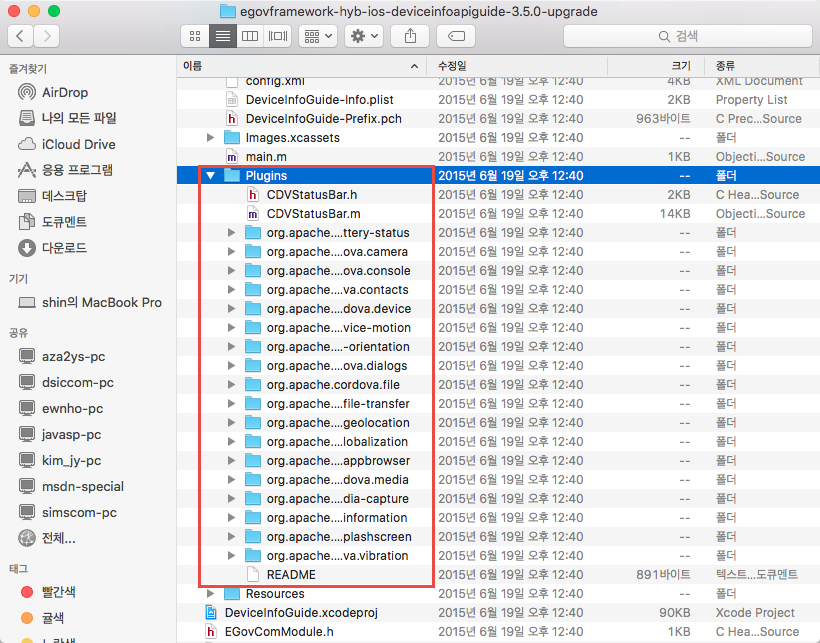 egovframework-hyb-ios-deviceinfoapiguide-3.5.0-upgrade
검색
즐겨찾기
AirDrop
나의 모든 파일
iCloud Drive
응용 프로그램
데스크탑
도큐멘트
다운로드
기기
shin의 MacBook Pro
공유
aza2ys-pc
dsiccom-pc
ewnho-pc
javasp-pc
kim_jy-pc
msdn-special
simscom-pc
전체...
태그
빨간색
귤색
노란색
이름 수정일 크기 종류
config.xml 2015년 6월 19일 오후 12:40 4KB XML Document
DeviceInfoGuide-Info.plist 2015년 6월 19일 오후 12:40 2KB Property List
DeviceInfoGuide-Prefix.pch 2015년 6월 19일 오후 12:40 963바이트 C Prec...Source
Images.xcassets 2015년 6월 19일 오후 12:40 -- 폴더
main.m 2015년 6월 19일 오후 12:40 1KB Objecti...Source
Plugins 2015년 6월 19일 오후 12:40 -- 폴더
CDVStatusBar.h 2015년 6월 19일 오후 12:40 2KB C Hea...Source
CDVStatusBar.m 2015년 6월 19일 오후 12:40 14KB Objecti...Source
org.apache....ttery-status 2015년 6월 19일 오후 12:40 -- 폴더
org.apache....ova.camera 2015년 6월 19일 오후 12:40 -- 폴더
org.apache....ova.console 2015년 6월 19일 오후 12:40 -- 폴더
org.apache....va.contacts 2015년 6월 19일 오후 12:40 -- 폴더
org.apache....dova.device 2015년 6월 19일 오후 12:40 -- 폴더
org.apache....vice-motion 2015년 6월 19일 오후 12:40 -- 폴더
org.apache....-orientation 2015년 6월 19일 오후 12:40 -- 폴더
org.apache....ova.dialogs 2015년 6월 19일 오후 12:40 -- 폴더
org.apache.cordova.file 2015년 6월 19일 오후 12:40 -- 폴더
org.apache....file-transfer 2015년 6월 19일 오후 12:40 -- 폴더
org.apache....geolocation 2015년 6월 19일 오후 12:40 -- 폴더
org.apache....lobalization 2015년 6월 19일 오후 12:40 -- 폴더
org.apache....appbrowser 2015년 6월 19일 오후 12:40 -- 폴더
org.apache....dova.media 2015년 6월 19일 오후 12:40 -- 폴더
org.apache....dia-capture 2015년 6월 19일 오후 12:40 -- 폴더
org.apache....information 2015년 6월 19일 오후 12:40 -- 폴더
org.apache....plashscreen 2015년 6월 19일 오후 12:40 -- 폴더
org.apache....va.vibration 2015년 6월 19일 오후 12:40 -- 폴더
README 2015년 6월 19일 오후 12:40 891바이트 텍스트...도큐멘트
Resources 2015년 6월 19일 오후 12:40 -- 폴더
DeviceInfoGuide.xcodeproj 2015년 6월 19일 오후 12:40 90KB Xcode Project
EGovComModule.h 2015년 6월 19일 오후 12:40 1KB C Hea...Source